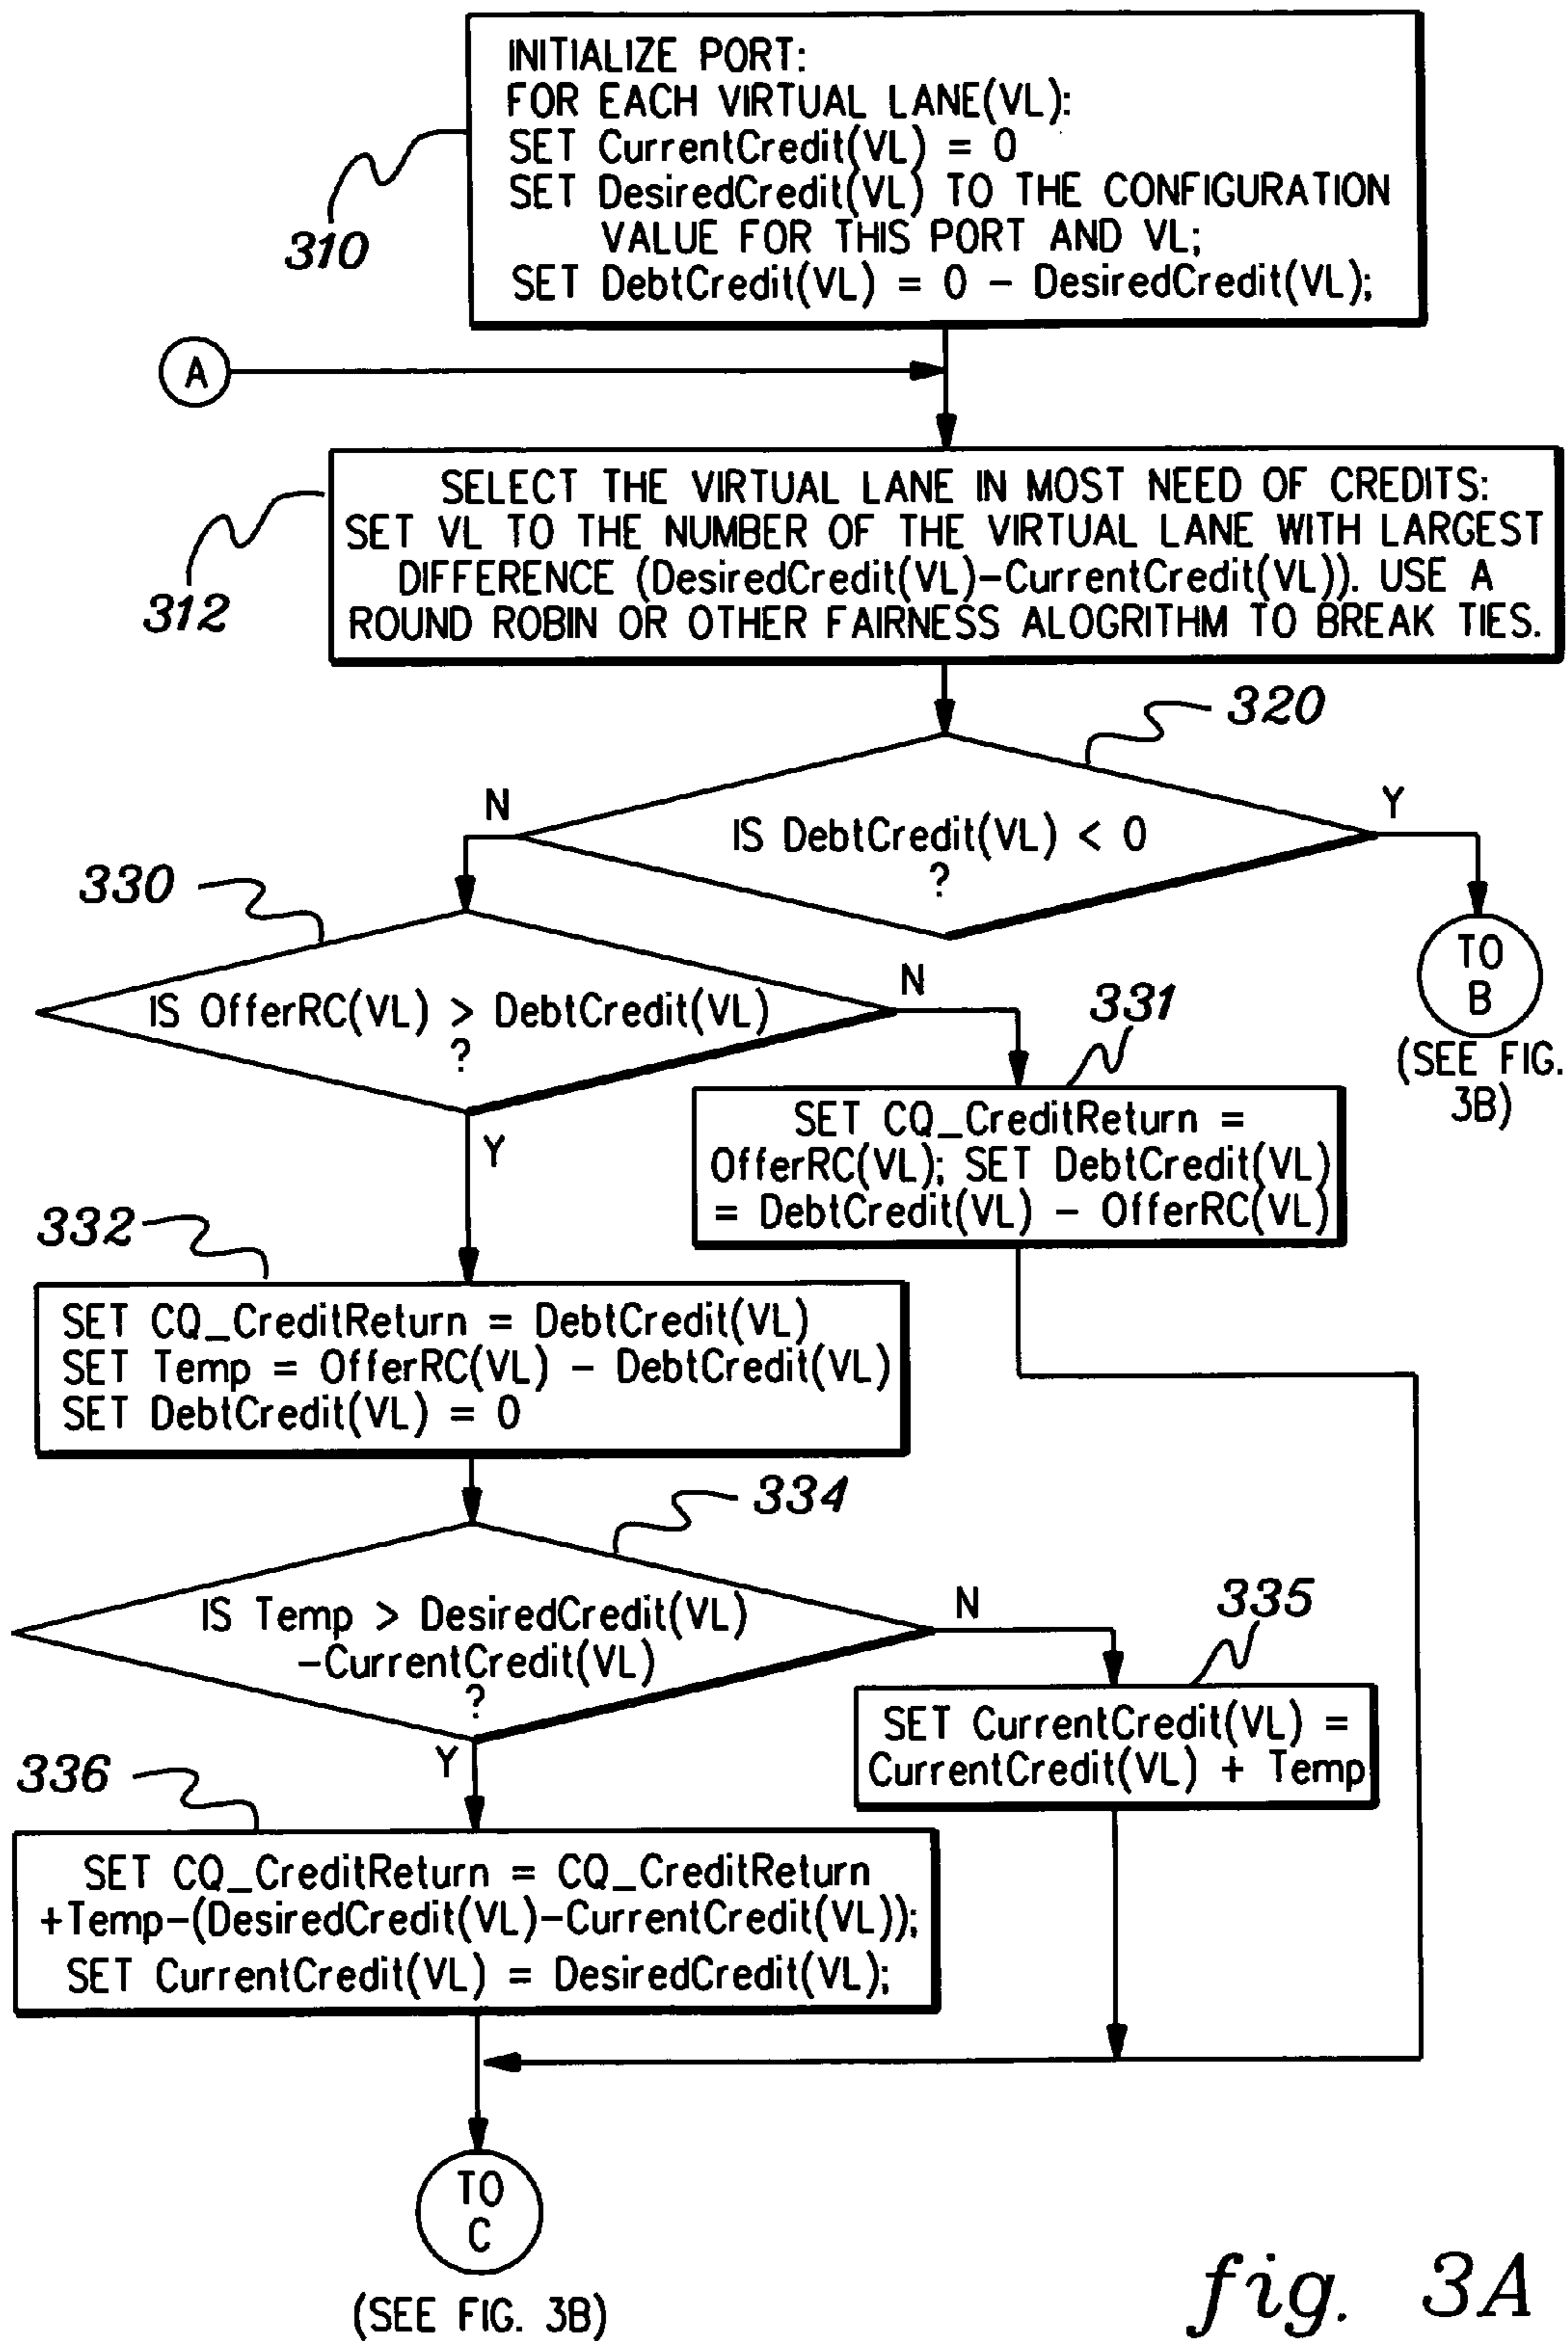 INITIALIZE PORT:
FOR EACH VIRTUAL LANE(VL):
SET CurrentCredit(VL) = 0
SET DesiredCredit(VL) TO THE CONFIGURATION
VALUE FOR THIS PORT AND VL;
SET DebtCredit(VL) = 0 - DesiredCredit(VL);
310
A
SELECT THE VIRTUAL LANE IN MOST NEED OF CREDITS:
SET VL TO THE NUMBER OF THE VIRTUAL LANE WITH LARGEST
DIFFERENCE (DesiredCredit(VL)-CurrentCredit(VL)). USE A
ROUND ROBIN OR OTHER FAIRNESS ALOGRITHM TO BREAK TIES.
312
320
N
Y
IS DebtCredit(VL) < 0
?
330
TO
B
(SEE FIG.
3B)
N
IS OfferRC(VL) > DebtCredit(VL)
?
331
Y
SET CQ_CreditReturn =
OfferRC(VL); SET DebtCredit(VL)
= DebtCredit(VL) - OfferRC(VL)
332
SET CQ_CreditReturn = DebtCredit(VL)
SET Temp = OfferRC(VL) - DebtCredit(VL)
SET DebtCredit(VL) = 0
334
IS Temp > DesiredCredit(VL)
-CurrentCredit(VL)
?
N
335
Y
SET CurrentCredit(VL) =
CurrentCredit(VL) + Temp
336
SET CQ_CreditReturn = CQ_CreditReturn
+Temp-(DesiredCredit(VL)-CurrentCredit(VL));
SET CurrentCredit(VL) = DesiredCredit(VL);
TO
C
(SEE FIG. 3B)
fig. 3A